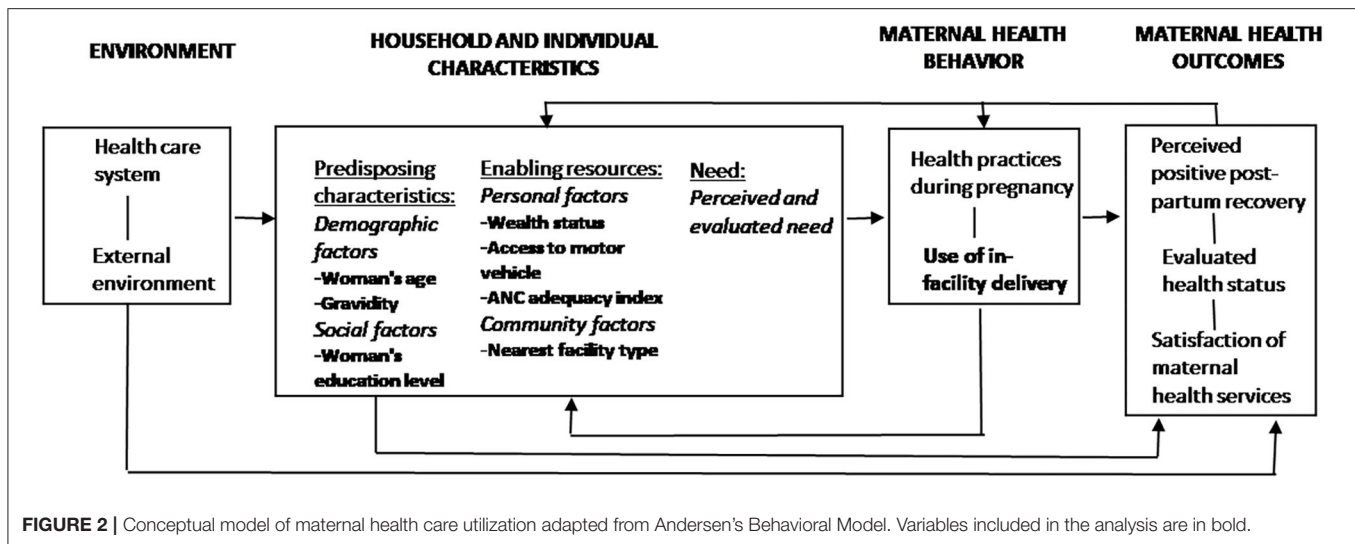 ENVIRONMENT
HOUSEHOLD AND INDIVIDUAL
CHARACTERISTICS
MATERNAL HEALTH
BEHAVIOR
MATERNAL HEALTH
OUTCOMES
Health care
system
External
environment
Predisposing
characteristics:
Demographic
factors
-Woman's age
-Gravidity
Social factors
-Woman's
education level
Enabling resources:
Personal factors
-Wealth status
-Access to motor
vehicle
-ANC adequacy index
Community factors
-Nearest facility type
Need:
Perceived and
evaluated need
Health practices
during pregnancy
Use of in-
facility delivery
Perceived
positive post-
partum recovery
Evaluated
health status
Satisfaction of
maternal
health services
FIGURE 2 | Conceptual model of maternal health care utilization adapted from Andersen's Behavioral Model. Variables included in the analysis are in bold.